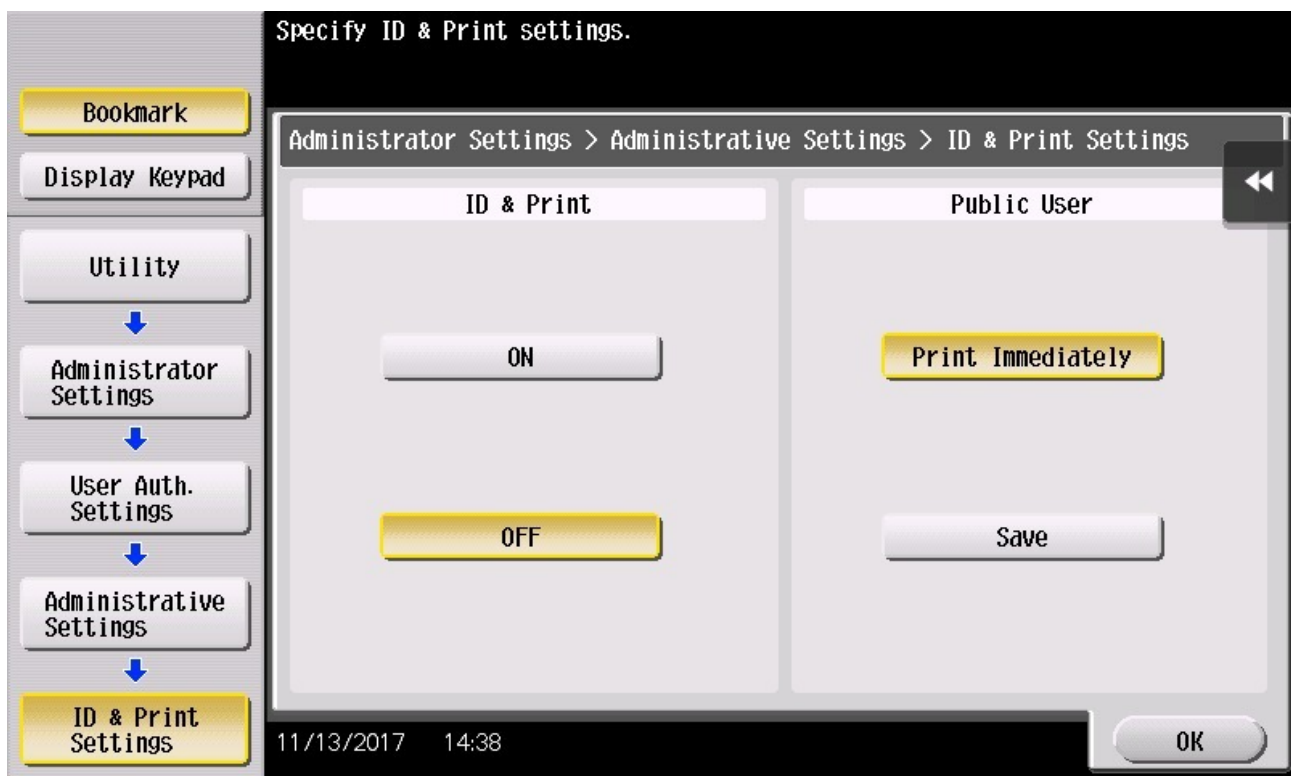 Specify ID & Print settings.
Bookmark
Display Keypad
Utility
Administrator
Settings
User Auth.
Settings
Administrative
Settings
ID & Print
Settings
Administrator Settings > Administrative Settings > ID & Print Settings
ID & Print
ON
OFF
Public User
Print Immediately
Save
11/13/2017 14:38
OK